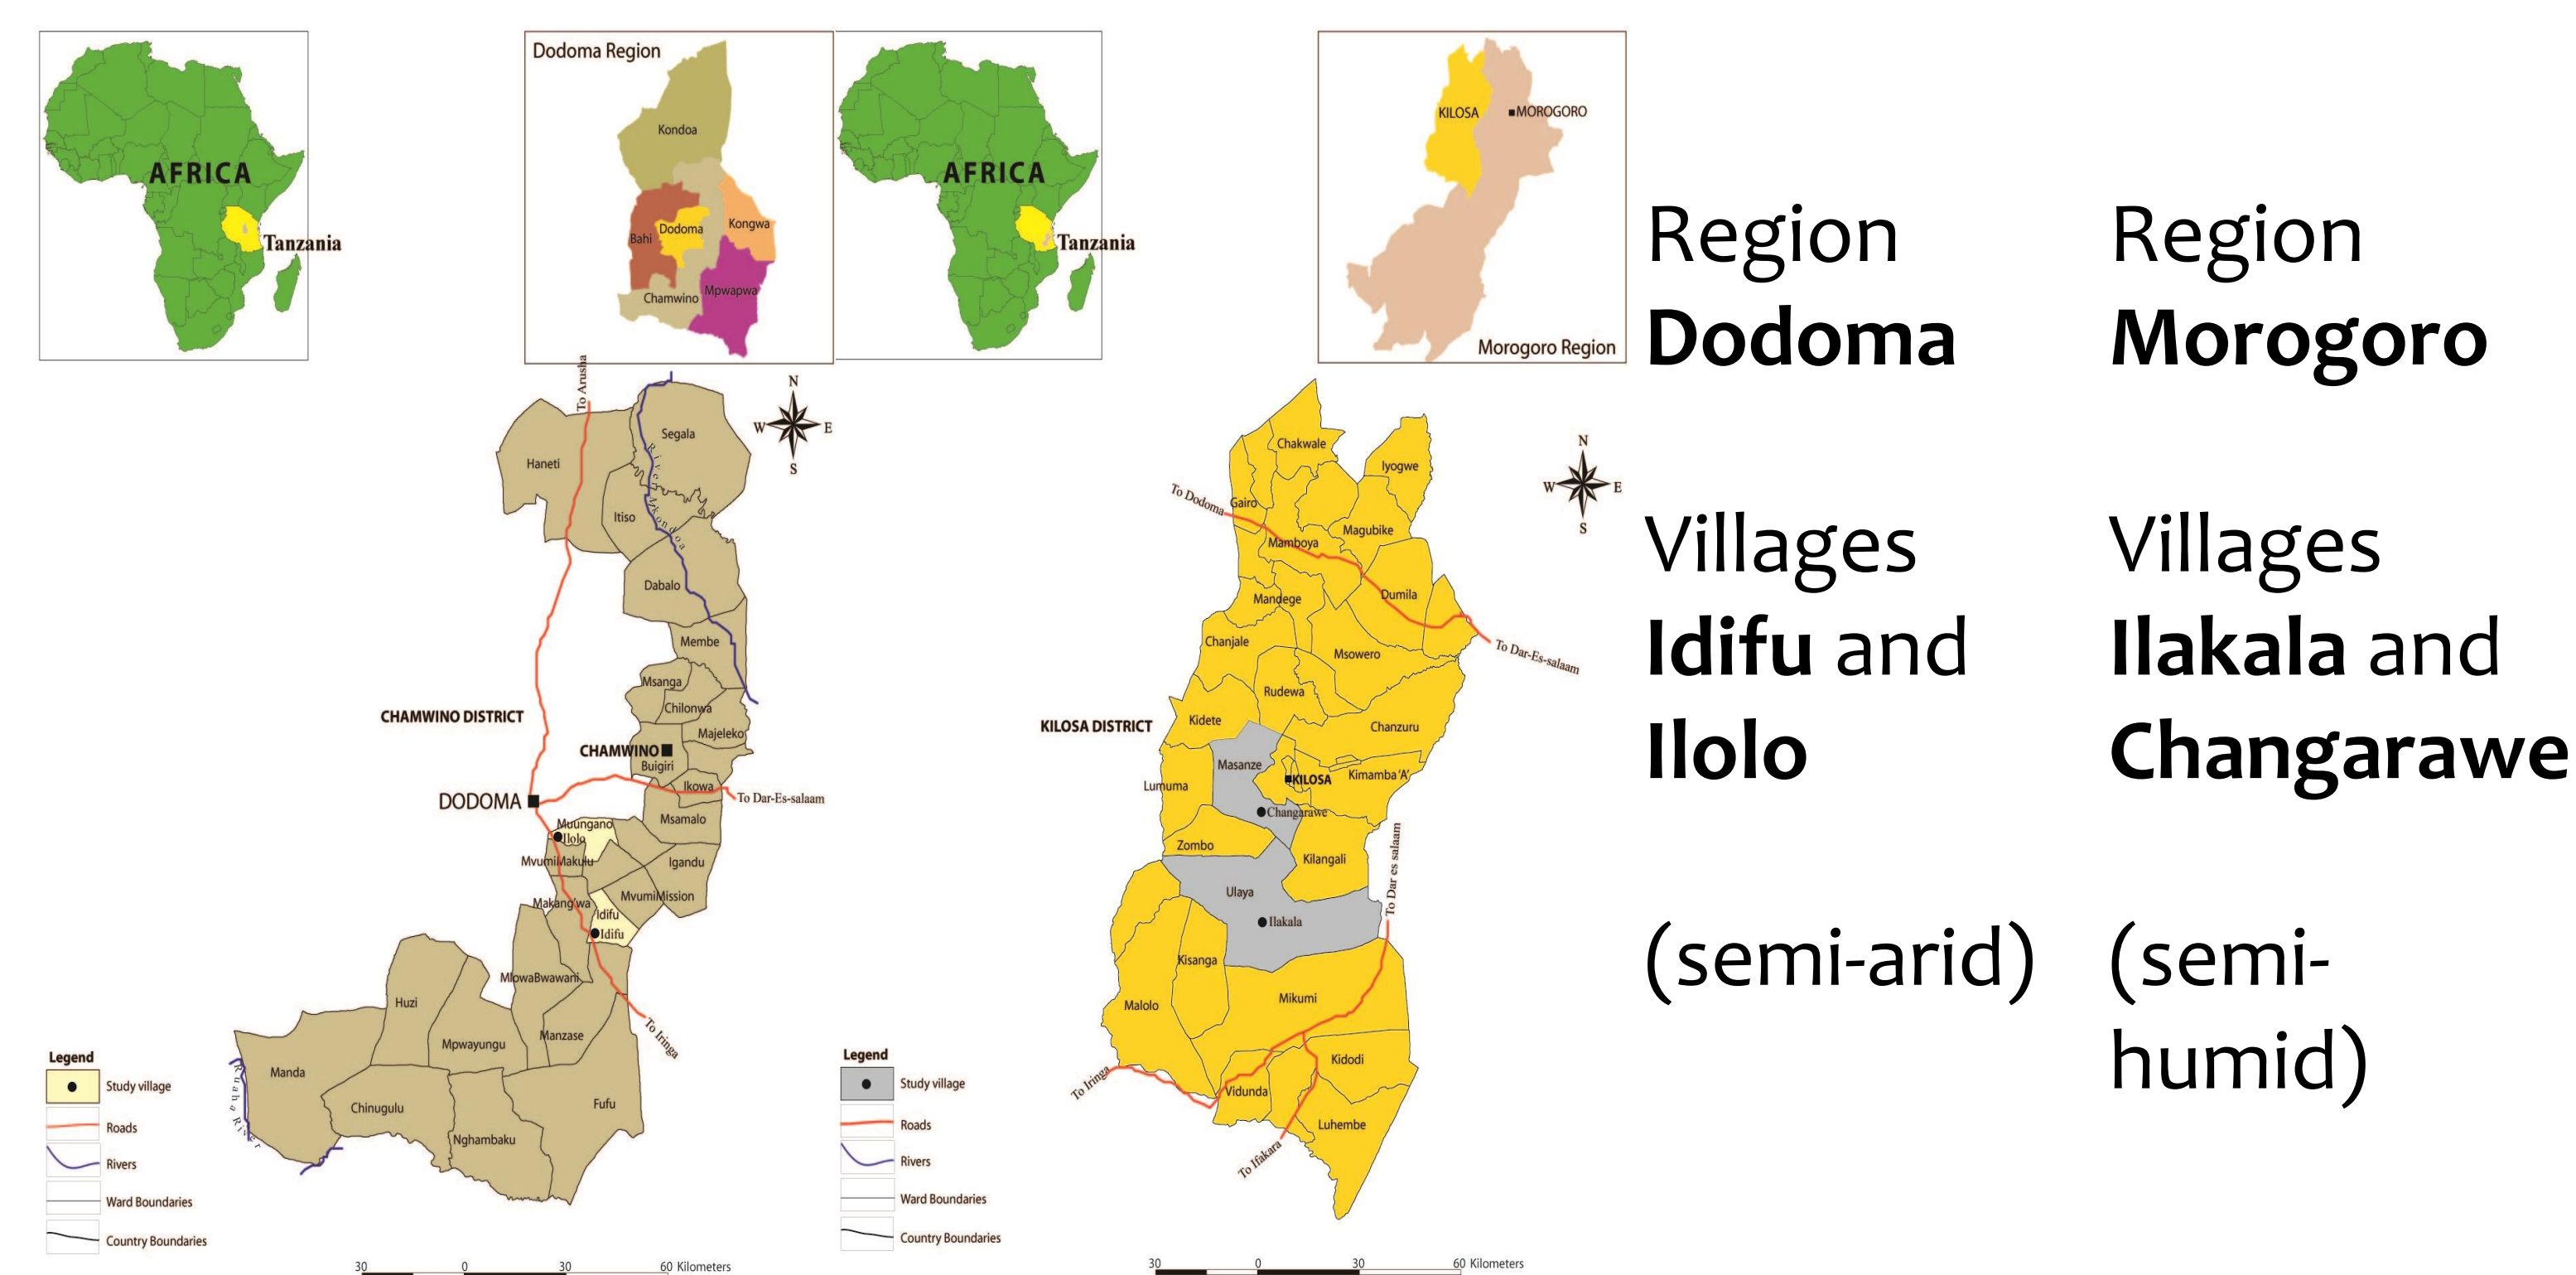 AFRICA
Tanzania
Dodoma Region
Kondoa
Kongwa
Dodoma
Bahi
Mpwapwa
Chamwino
To Arusha
N
W E
S
Segala
Haneti
River Mkondoa
Itiso
Dabalo
Membe
Msanga
Chilonwa
CHAMWINO DISTRICT
Majeleko
CHAMWINO
Buigiri
Ikowa
DODOMA
To Dar-Es-salaam
Msamalo
Muungano
Ilolo
MvumiMakulu
Igandu
MvumiMission
Makang'wa
Idifu
Idifu
MlowaBwawani
Huzi
Manzase
Mpwayungu
To Iringa
Manda
Ruaha River
Chinugulu
Fufu
Nghambaku
Legend
Study village
Roads
Rivers
Ward Boundaries
Country Boundaries
30 0 30 60 Kilometers
AFRICA
Tanzania
KILOSA
MOROGORO
Morogoro Region
N
W E
S
Chakwale
Iyogwe
To Dodoma
Gairo
Magubike
Mamboya
Dumila
Mandege
Chanjale
Msowero
To Dar-Es-salaam
Rudewa
Kidete
Chanzuru
KILOSA DISTRICT
Masanze
KILOSA
Kimamba 'A'
Lumuma
Changarawe
Zombo
Kilangali
To Dar es salaam
Ulaya
Ilakala
Kisanga
Malolo
Mikumi
Kidodi
To Iringa
Vidunda
Luhembe
To Ifakara
Legend
Study village
Roads
Rivers
Ward Boundaries
Country Boundaries
30 0 30 60 Kilometers
Region
Dodoma
Villages
Idifu and
Ilolo
(semi-arid)
Region
Morogoro
Villages
Ilakala and
Changarawe
(semi-
humid)